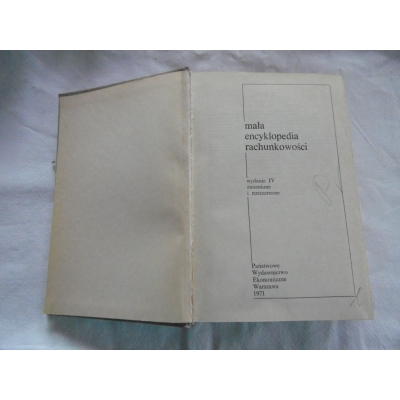 mała
encyklopedia
rachunkowości
wydanie IV
zmienione
i rozszerzone
Państwowe
Wydawnictwo
Ekonomiczne
Warszawa
1971